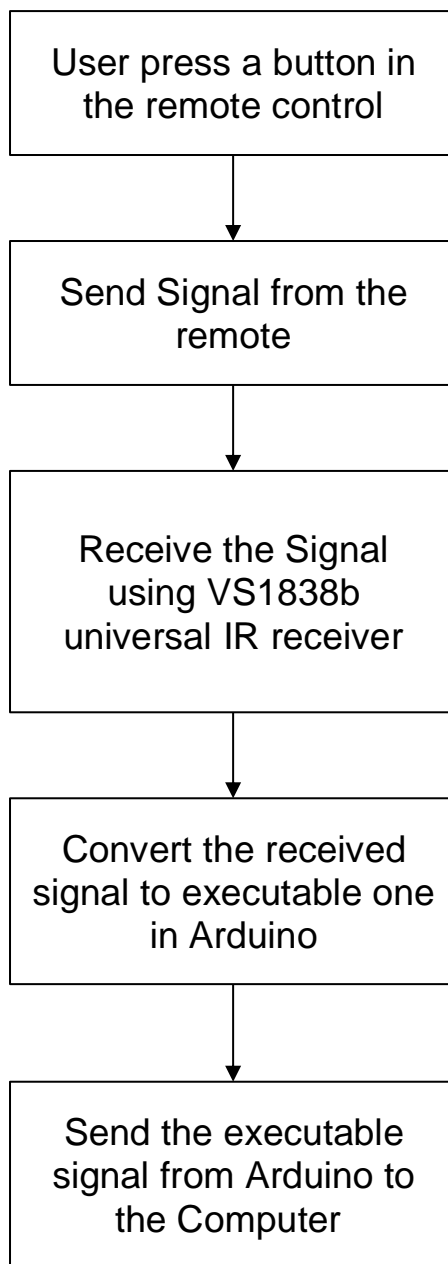 User press a button in
the remote control
Send Signal from the
remote
Receive the Signal
using VS1838b
universal IR receiver
Convert the received
signal to executable one
in Arduino
Send the executable
signal from Arduino to
the Computer